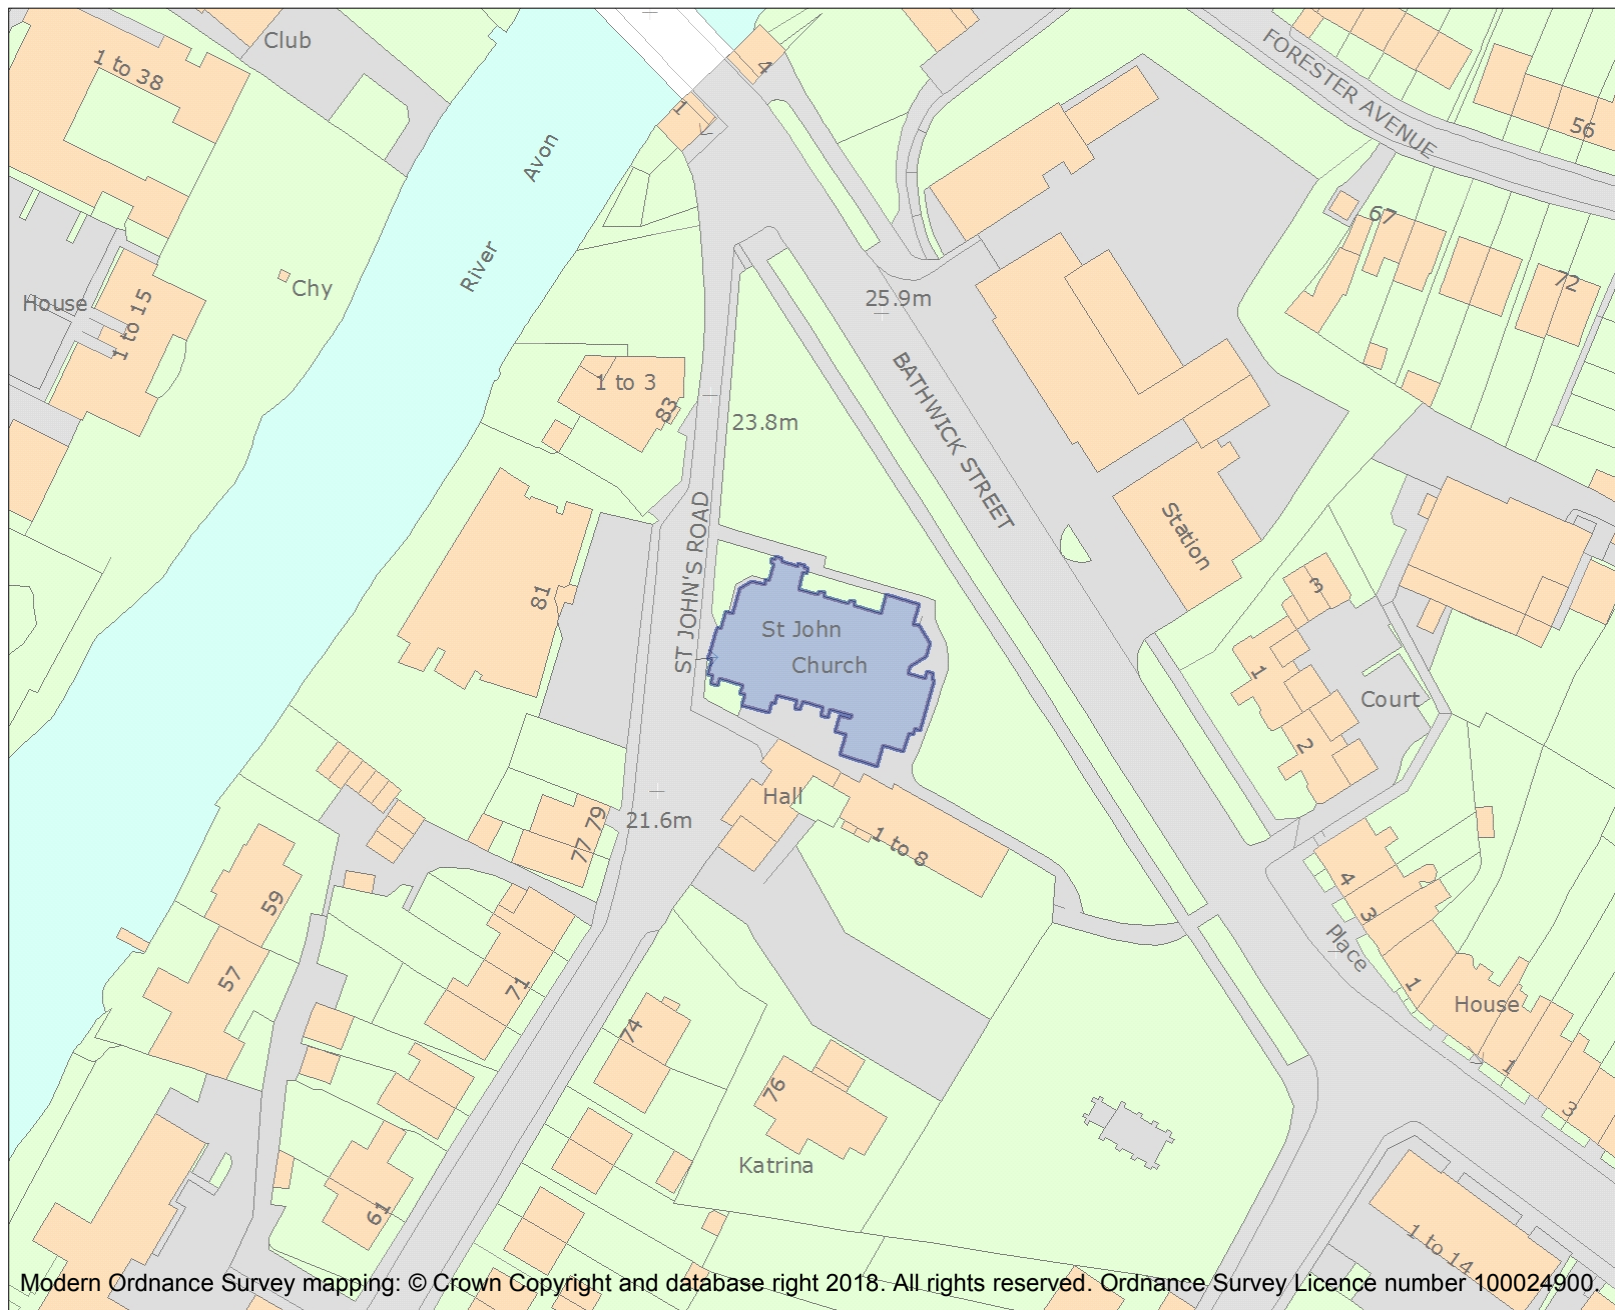 Club
1 to 38
4
1
FORESTER AVENUE
56
River Avon
67
72
Chy
House
1 to 15
25.9m
1 to 3
83
23.8m
BATHWICK STREET
ST JOHN'S ROAD
Station
81
3
St John
Church
1
Court
2
Hall
21.6m
79
77
1 to 8
59
4
3
Place
57
71
1
House
74
76
1
3
Katrina
61
1 to 14
Modern Ordnance Survey mapping: © Crown Copyright and database right 2018. All rights reserved. Ordnance Survey Licence number 100024900.